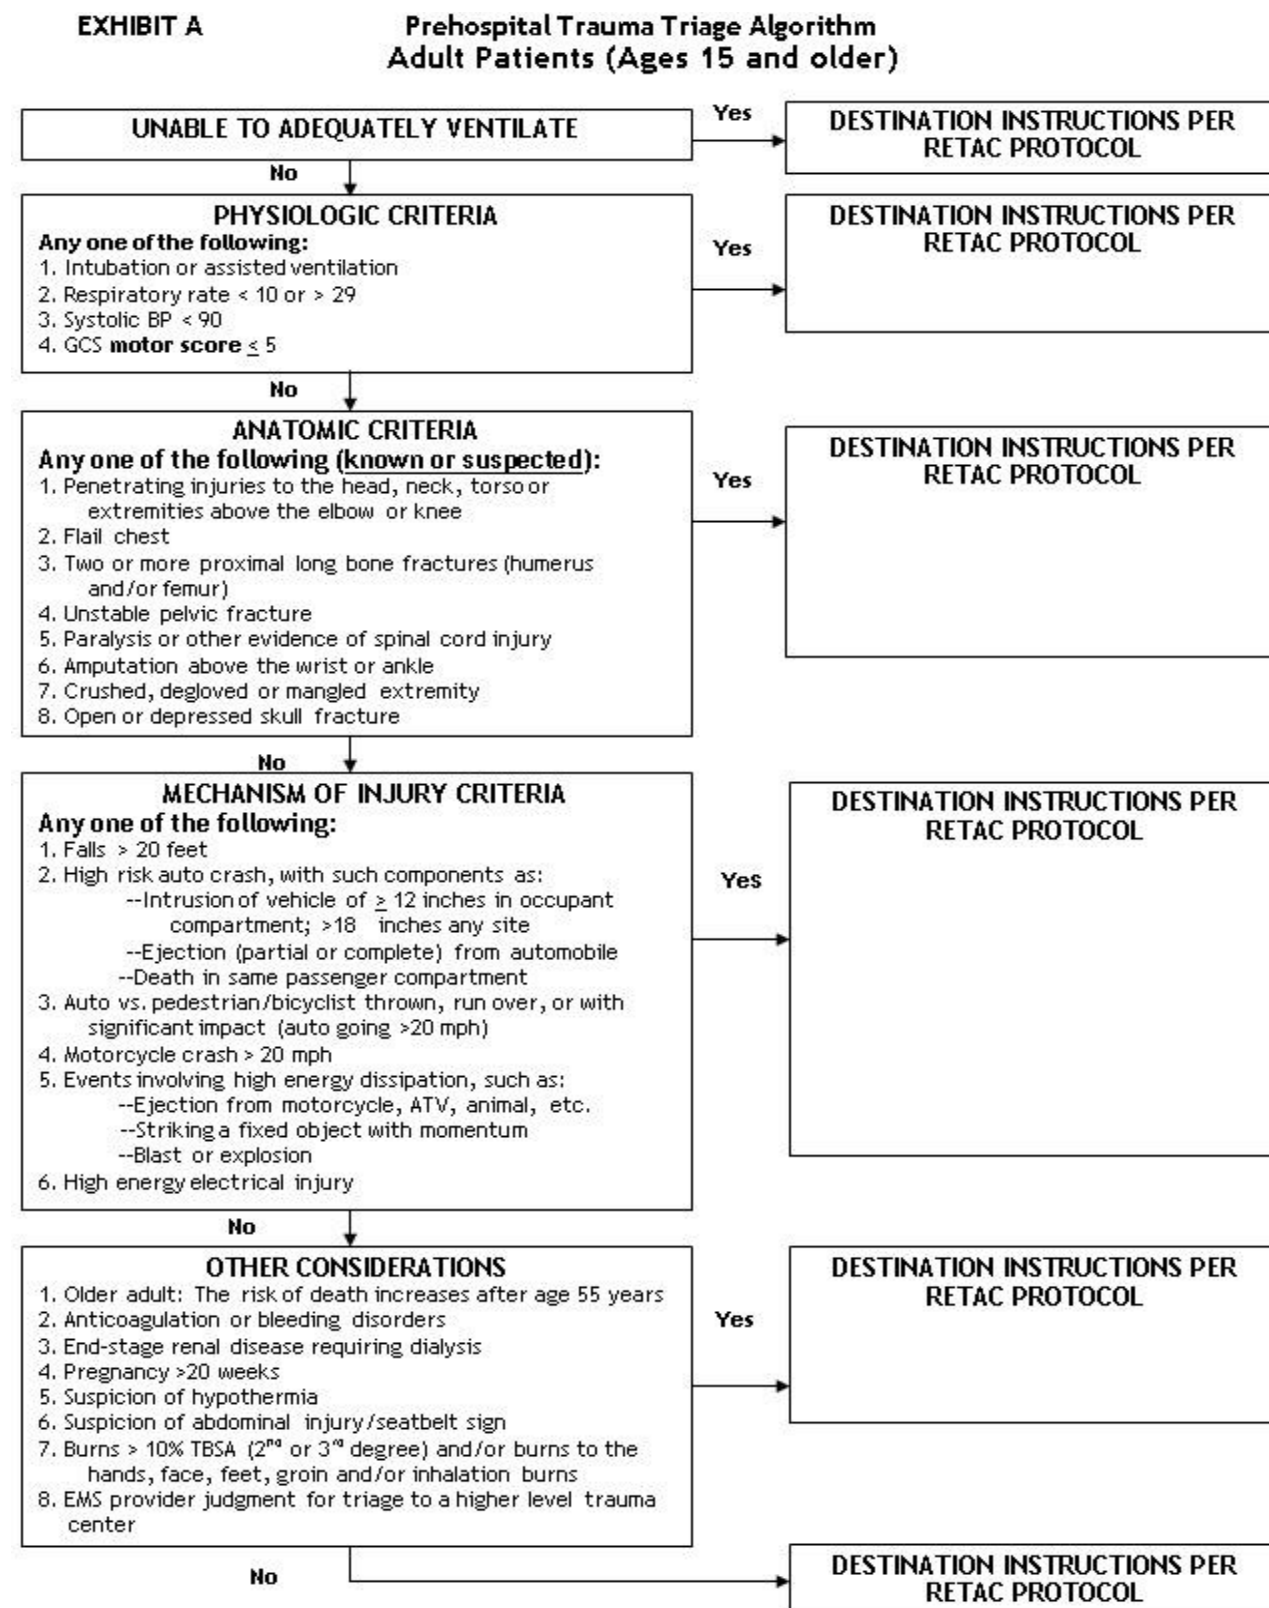 EXHIBIT A
Prehospital Trauma Triage Algorithm
Adult Patients (Ages 15 and older)
UNABLE TO ADEQUATELY VENTILATE
Yes
DESTINATION INSTRUCTIONS PER
RETAC PROTOCOL
No
PHYSIOLOGIC CRITERIA
Any one of the following:
1. Intubation or assisted ventilation
2. Respiratory rate < 10 or > 29
3. Systolic BP < 90
4. GCS motor score ≤ 5
Yes
DESTINATION INSTRUCTIONS PER
RETAC PROTOCOL
No
ANATOMIC CRITERIA
Any one of the following (known or suspected):
1. Penetrating injuries to the head, neck, torso or
extremities above the elbow or knee
2. Flail chest
3. Two or more proximal long bone fractures (humerus
and/or femur)
4. Unstable pelvic fracture
5. Paralysis or other evidence of spinal cord injury
6. Amputation above the wrist or ankle
7. Crushed, degloved or mangled extremity
8. Open or depressed skull fracture
Yes
DESTINATION INSTRUCTIONS PER
RETAC PROTOCOL
No
MECHANISM OF INJURY CRITERIA
Any one of the following:
1. Falls > 20 feet
2. High risk auto crash, with such components as:
--Intrusion of vehicle of ≥ 12 inches in occupant
compartment; >18 inches any site
--Ejection (partial or complete) from automobile
--Death in same passenger compartment
3. Auto vs. pedestrian/bicyclist thrown, run over, or with
significant impact (auto going >20 mph)
4. Motorcycle crash > 20 mph
5. Events involving high energy dissipation, such as:
--Ejection from motorcycle, ATV, animal, etc.
--Striking a fixed object with momentum
--Blast or explosion
6. High energy electrical injury
Yes
DESTINATION INSTRUCTIONS PER
RETAC PROTOCOL
No
OTHER CONSIDERATIONS
1. Older adult: The risk of death increases after age 55 years
2. Anticoagulation or bleeding disorders
3. End-stage renal disease requiring dialysis
4. Pregnancy >20 weeks
5. Suspicion of hypothermia
6. Suspicion of abdominal injury/seatbelt sign
7. Burns > 10% TBSA (2nd or 3rd degree) and/or burns to the
hands, face, feet, groin and/or inhalation burns
8. EMS provider judgment for triage to a higher level trauma
center
Yes
DESTINATION INSTRUCTIONS PER
RETAC PROTOCOL
No
DESTINATION INSTRUCTIONS PER
RETAC PROTOCOL